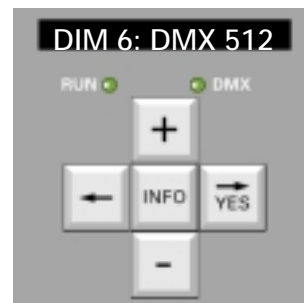 DIM 6: DMX 512
RUN DMX
+
INFO YES
-